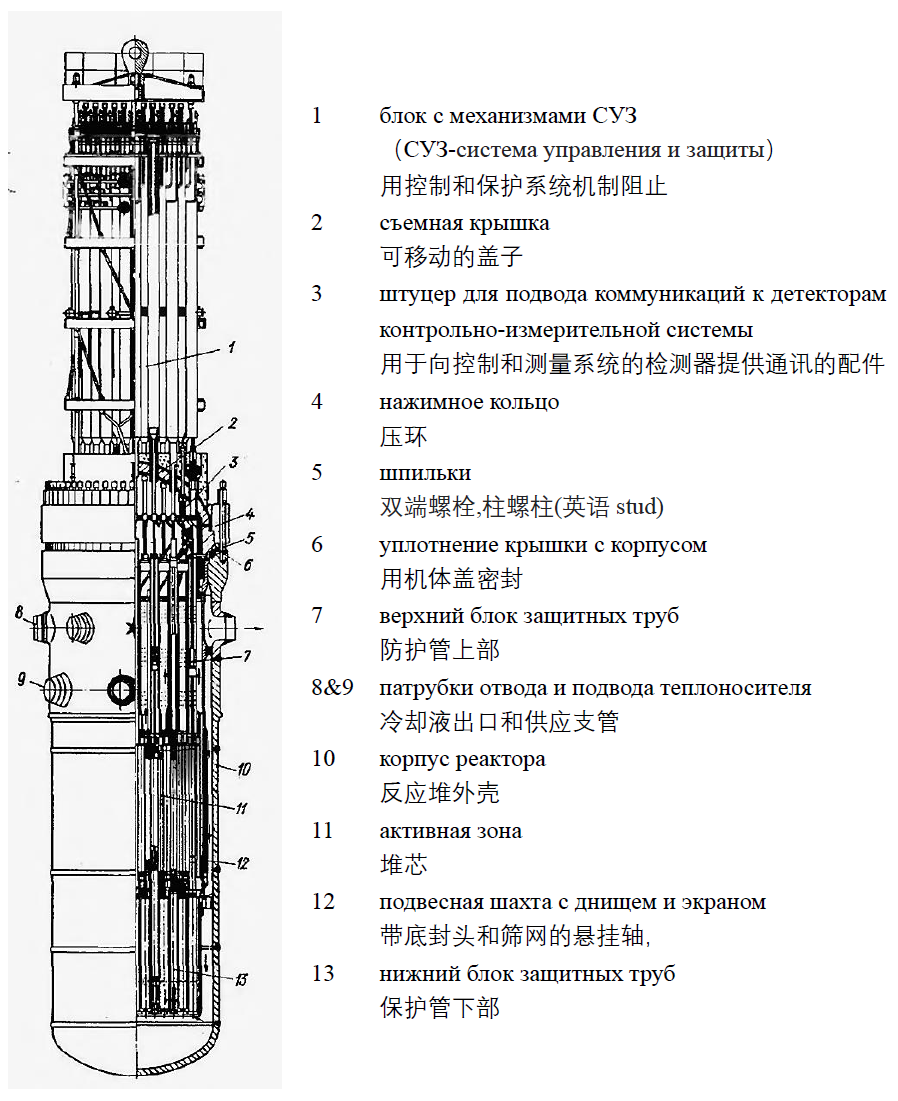 1 блок с механизмами СУЗ
（СУЗ-система управления и защиты）
用控制和保护系统机制阻止
2 съемная крышка
可移动的盖子
3 штуцер для подвода коммуникаций к детекторам
контрольно-измерительной системы
用于向控制和测量系统的检测器提供通讯的配件
4 нажимное кольцо
压环
5 шпильки
双端螺栓,柱螺柱(英语 stud)
6 уплотнение крышки с корпусом
用机体盖密封
7 верхний блок защитных труб
防护管上部
8&9 патрубки отвода и подвода теплоносителя
冷却液出口和供应支管
10 корпус реактора
反应堆外壳
11 активная зона
堆芯
12 подвесная шахта с днищем и экраном
带底封头和筛网的悬挂轴,
13 нижний блок защитных труб
保护管下部
1
2
3
4
5
6
8
7
9
10
11
12
13